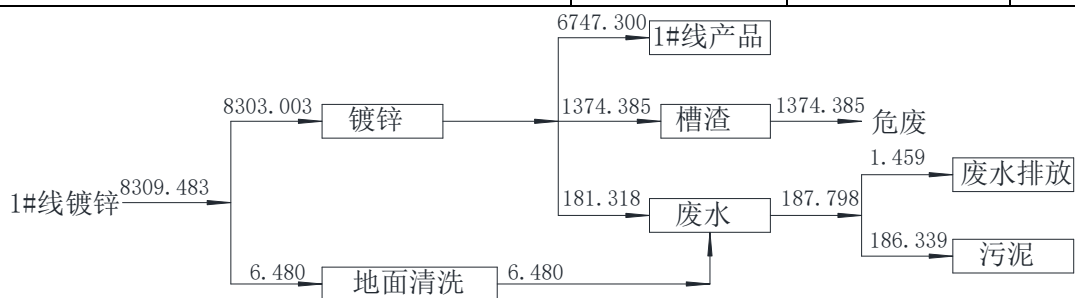 6747.300
1#线产品
8303.003
镀锌
1374.385
槽渣
1374.385
危废
1#线镀锌
8309.483
181.318
废水
187.798
1.459
废水排放
186.339
污泥
6.480
地面清洗
6.480